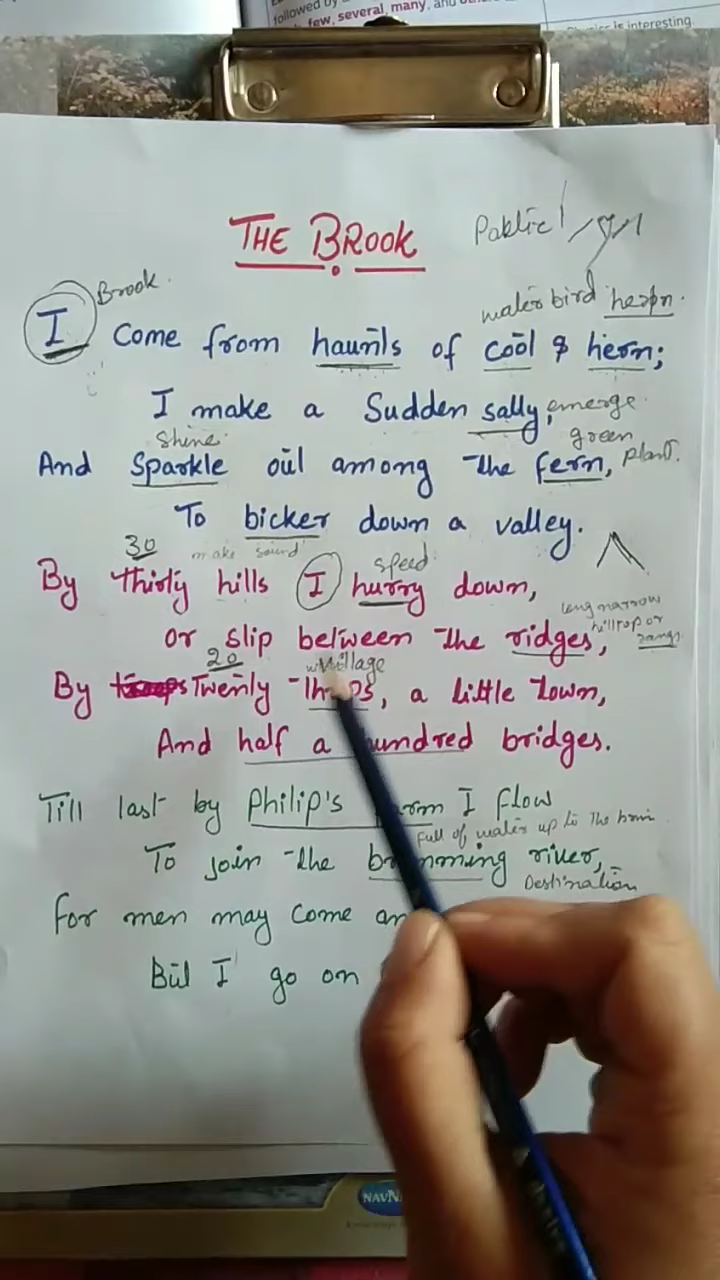 followed by
few, several, many, and
is interesting.
THE BROOK
Brook.
water bird
I come from haunts of cool & hern;
I make a Sudden sally, emerge
shine
green
And Sparkle out among the fern, plant.
To bicker down a valley.
30
make sound
speed
By thirty hills I hurry down,
long narrow
hilltop or
range
or slip between the ridges,
20
village
By Twenty thops, a little town,
And half a hundred bridges.
Till last by Philip's farm I flow
full of water up to the brim
To join the brimming river,
Destination
For men may come an
But I go on
NAVN